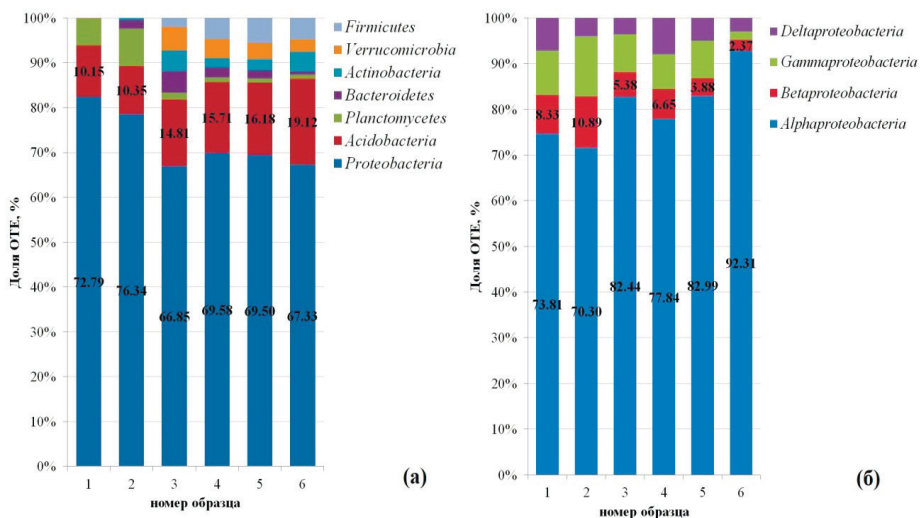 100%
90%
80%
70%
60%
50%
40%
30%
20%
10%
0%
Доля ОТЕ, %
10.15
10.35
14.81
15.71
16.18
19.12
72.79
76.34
66.85
69.58
69.50
67.33
1 2 3 4 5 6
номер образца
Firmicutes
Verrucomicrobia
Actinobacteria
Bacteroidetes
Planctomycetes
Acidobacteria
Proteobacteria
(а)
100%
90%
80%
70%
60%
50%
40%
30%
20%
10%
0%
Доля ОТЕ, %
8.33
10.89
5.38
6.65
3.88
2.37
73.81
70.30
82.44
77.84
82.99
92.31
1 2 3 4 5 6
номер образца
Deltaproteobacteria
Gammaproteobacteria
Betaproteobacteria
Alphaproteobacteria
(б)